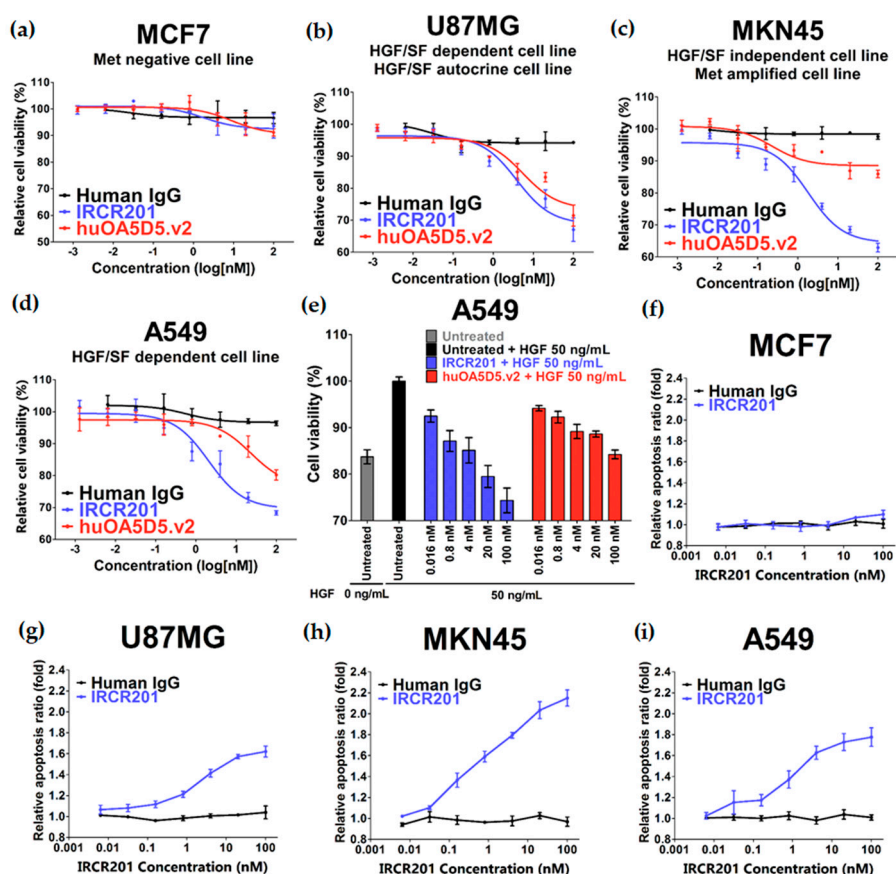 (a)
MCF7
Met negative cell line
Relative cell viability (%)
110
100
90
80
70
60
50
Human IgG
IRCR201
huOA5D5.v2
-3 -2 -1 0 1 2
Concentration (log[nM])
(b)
U87MG
HGF/SF dependent cell line
HGF/SF autocrine cell line
Relative cell viability (%)
110
100
90
80
70
60
Human IgG
IRCR201
huOA5D5.v2
-3 -2 -1 0 1 2
Concentration (log[nM])
(c)
MKN45
HGF/SF independent cell line
Met amplified cell line
Relative cell viability (%)
110
100
90
80
70
60
Human IgG
IRCR201
huOA5D5.v2
-3 -2 -1 0 1 2
Concentration (log[nM])
(d)
A549
HGF/SF dependent cell line
Relative cell viability (%)
110
100
90
80
70
60
Human IgG
IRCR201
huOA5D5.v2
-3 -2 -1 0 1 2
Concentration (log[nM])
(e)
A549
Cell viability (%)
110
100
90
80
70
Untreated
Untreated + HGF 50 ng/mL
IRCR201 + HGF 50 ng/mL
huOA5D5.v2 + HGF 50 ng/mL
Untreated
Untreated
0.016 nM
0.8 nM
4 nM
20 nM
100 nM
0.016 nM
0.8 nM
4 nM
20 nM
100 nM
HGF 0 ng/mL 50 ng/mL
(f)
MCF7
Relative apoptosis ratio (fold)
2.4
2.2
2.0
1.8
1.6
1.4
1.2
1.0
0.8
Human IgG
IRCR201
0.001 0.01 0.1 1 10 100
IRCR201 Concentration (nM)
(g)
U87MG
Relative apoptosis ratio (fold)
2.4
2.2
2.0
1.8
1.6
1.4
1.2
1.0
0.8
Human IgG
IRCR201
0.001 0.01 0.1 1 10 100
IRCR201 Concentration (nM)
(h)
MKN45
Relative apoptosis ratio (fold)
2.4
2.2
2.0
1.8
1.6
1.4
1.2
1.0
0.8
Human IgG
IRCR201
0.001 0.01 0.1 1 10 100
IRCR201 Concentration (nM)
(i)
A549
Relative apoptosis ratio (fold)
2.4
2.2
2.0
1.8
1.6
1.4
1.2
1.0
0.8
Human IgG
IRCR201
0.001 0.01 0.1 1 10 100
IRCR201 Concentration (nM)